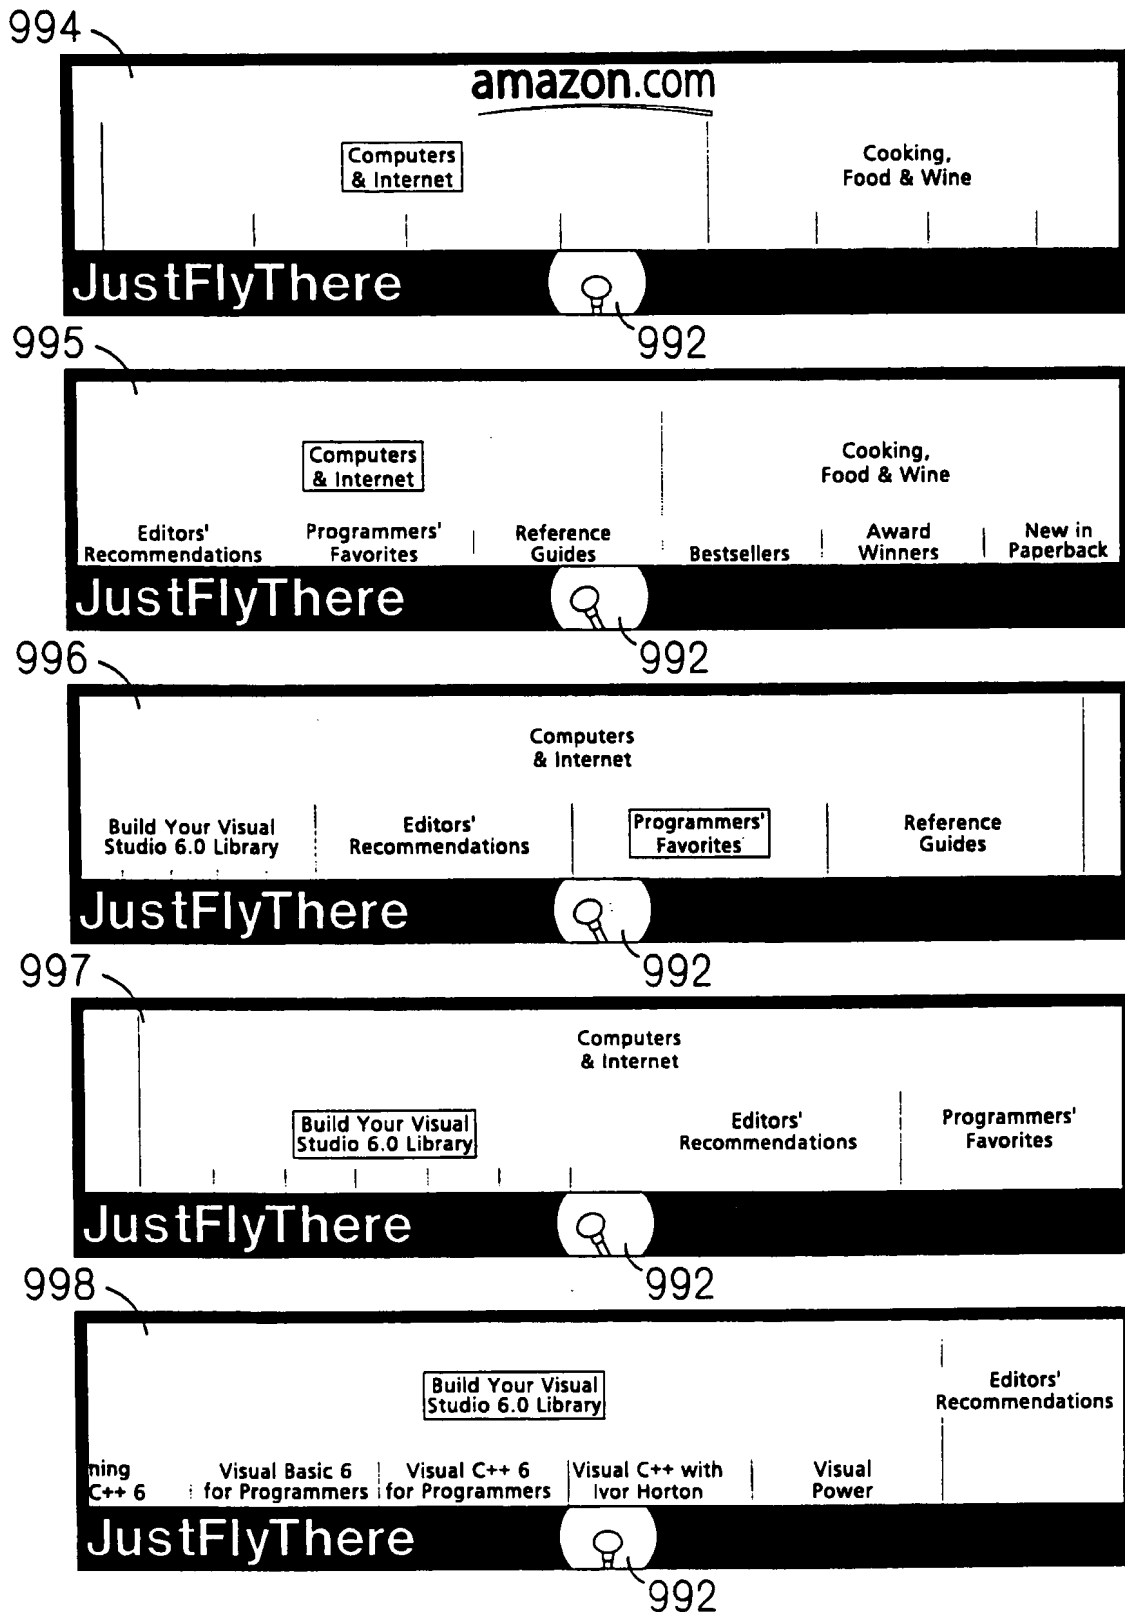 994
amazon.com
Computers
& Internet
Cooking,
Food & Wine
JustFlyThere
992
995
Computers
& Internet
Cooking,
Food & Wine
Editors'
Recommendations
Programmers'
Favorites
Reference
Guides
Bestsellers
Award
Winners
New in
Paperback
JustFlyThere
992
996
Computers
& Internet
Build Your Visual
Studio 6.0 Library
Editors'
Recommendations
Programmers'
Favorites
Reference
Guides
JustFlyThere
992
997
Computers
& Internet
Build Your Visual
Studio 6.0 Library
Editors'
Recommendations
Programmers'
Favorites
JustFlyThere
992
998
Build Your Visual
Studio 6.0 Library
Editors'
Recommendations
ning
C++ 6
Visual Basic 6
for Programmers
Visual C++ 6
for Programmers
Visual C++ with
Ivor Horton
Visual
Power
JustFlyThere
992